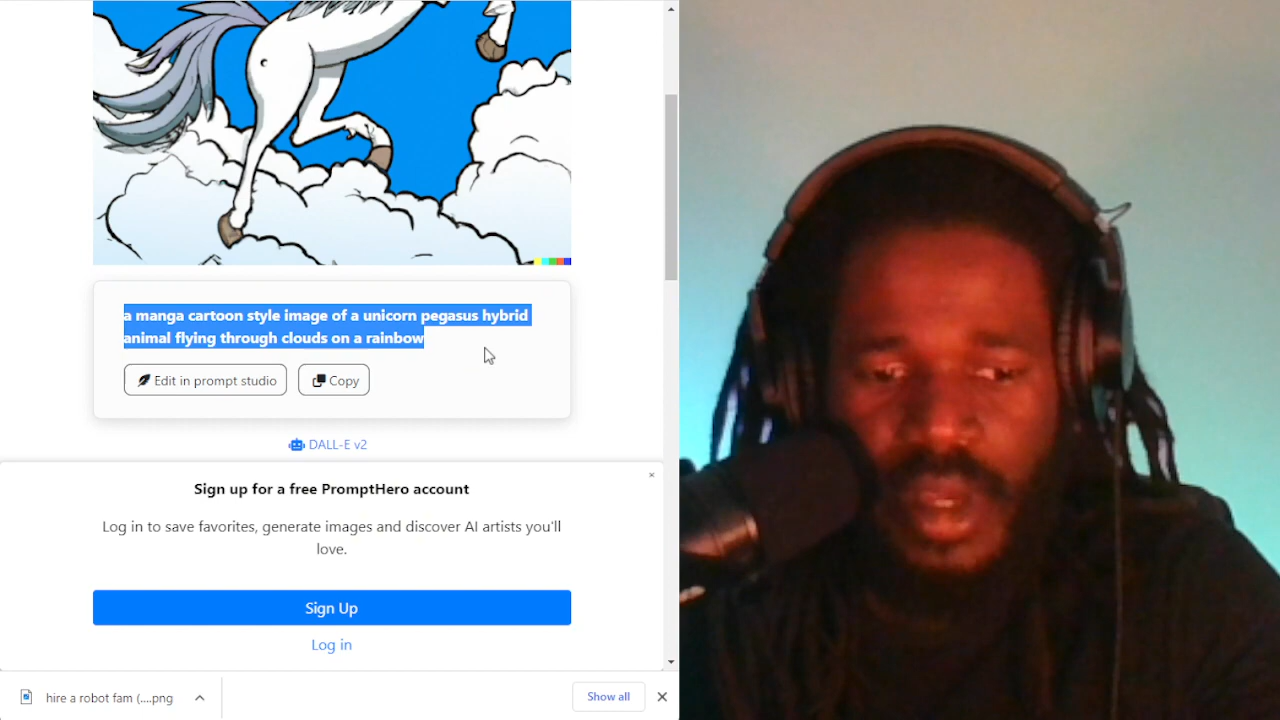 a manga cartoon style image of a unicorn pegasus hybrid
animal flying through clouds on a rainbow
Edit in prompt studio
Copy
DALL-E v2
×
Sign up for a free PromptHero account
Log in to save favorites, generate images and discover AI artists you'll
love.
Sign Up
Log in
hire a robot fam (....png
Show all